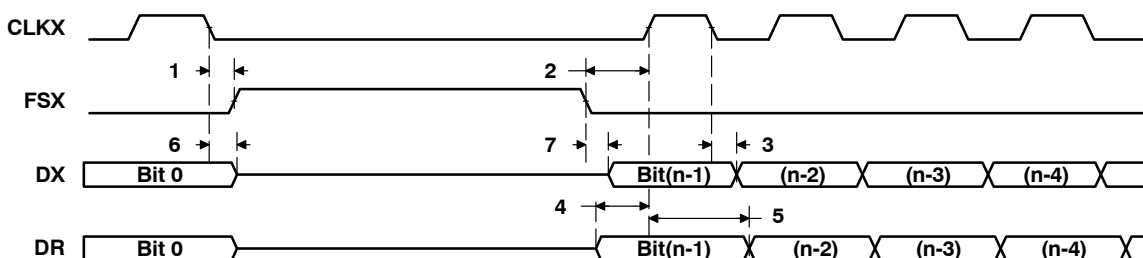 CLKX
1 2
FSX
6 7 3
DX Bit 0 Bit(n-1) (n-2) (n-3) (n-4)
4 5
DR Bit 0 Bit(n-1) (n-2) (n-3) (n-4)